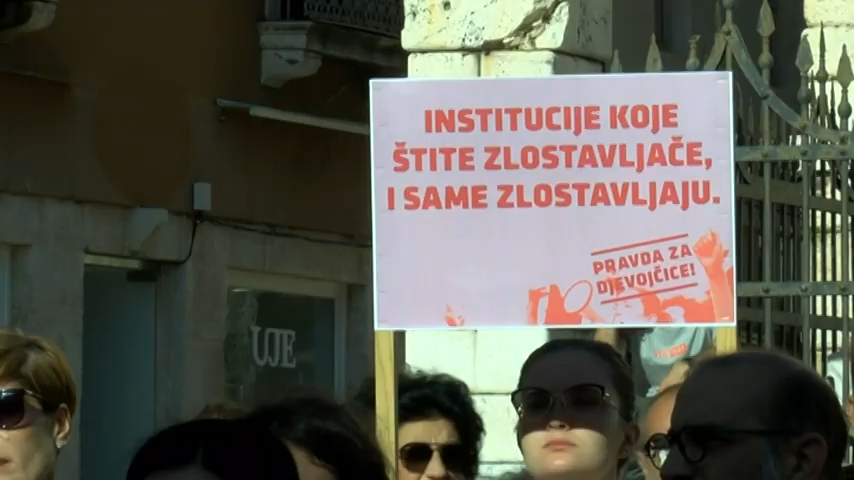 INSTITUCIJE KOJE
ŠTITE ZLOSTAVLJAČE,
I SAME ZLOSTAVLJAJU.
PRAVDA ZA
DJEVOJČICE!
UJE